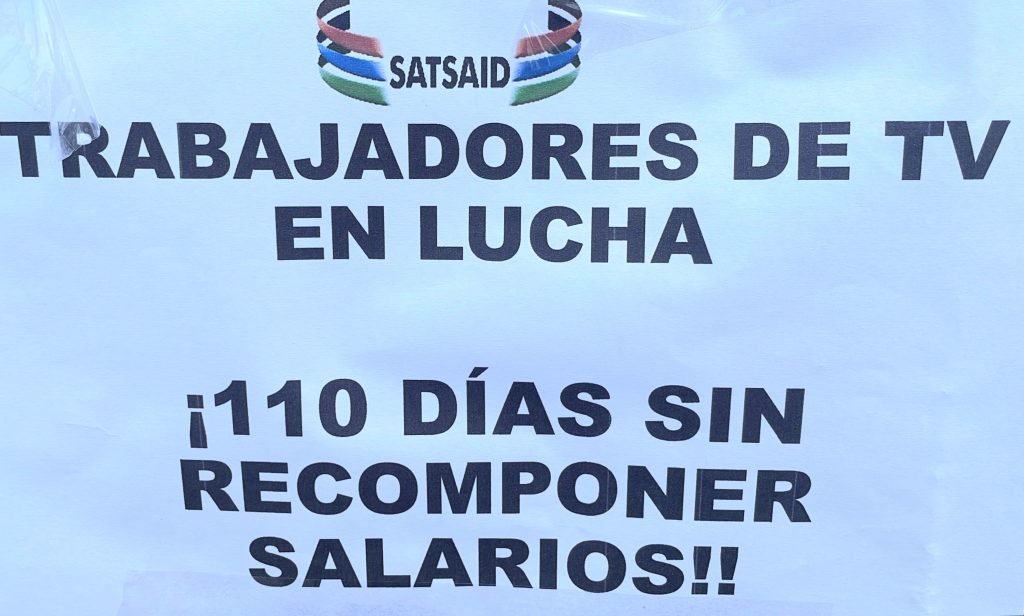 SATSAID
TRABAJADORES DE TV
EN LUCHA
¡110 DÍAS SIN
RECOMPONER
SALARIOS!!